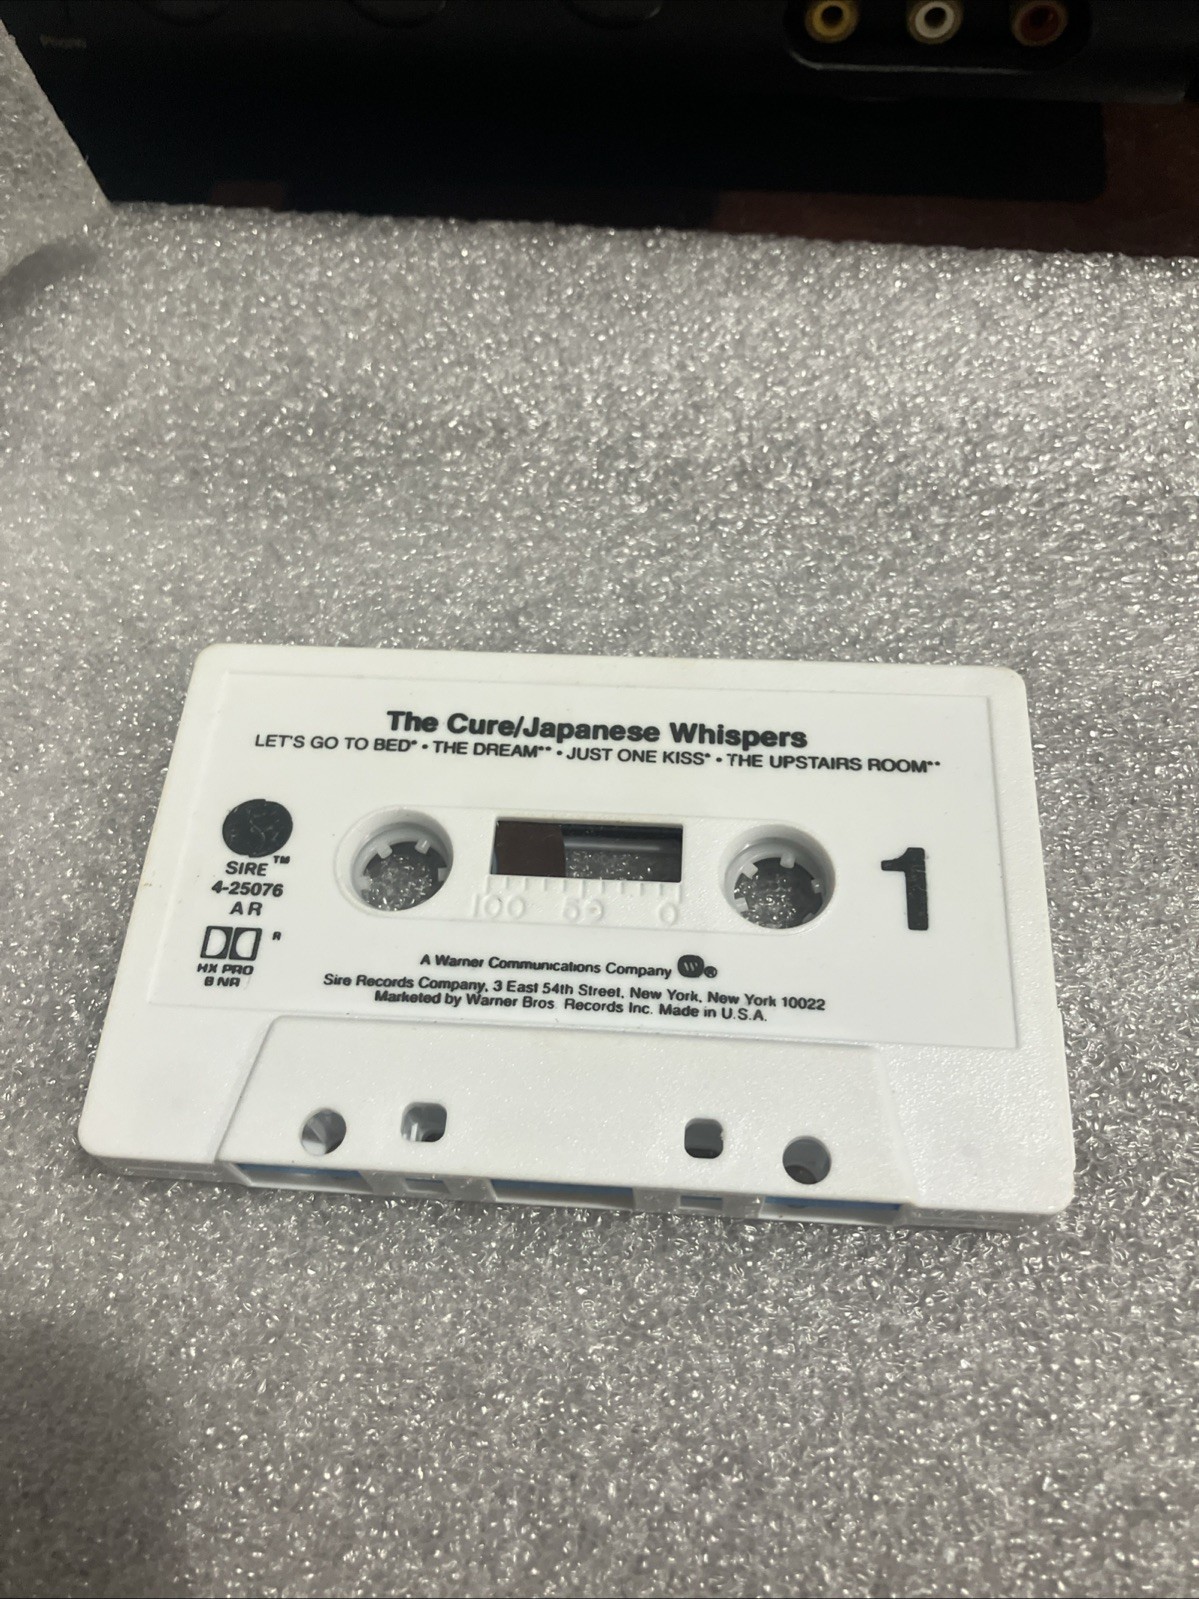 Phono
The Cure/Japanese Whispers
LET'S GO TO BED* • THE DREAM** • JUST ONE KISS* • THE UPSTAIRS ROOM**
SIRE™
4-25076
AR
R
HX PRO
B NR
100 50 0
1
A Warner Communications Company W®
Sire Records Company, 3 East 54th Street, New York, New York 10022
Marketed by Warner Bros. Records Inc. Made in U.S.A.